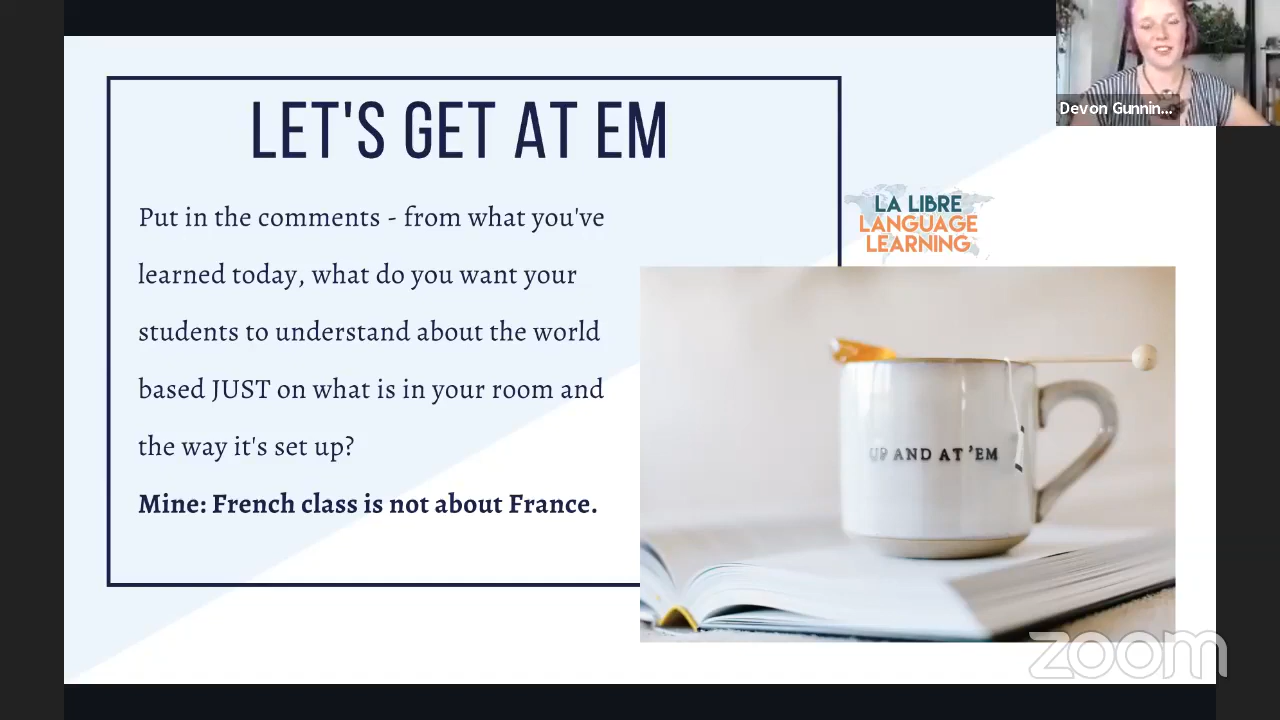 LET'S GET AT EM
Put in the comments - from what you've
learned today, what do you want your
students to understand about the world
based JUST on what is in your room and
the way it's set up?
Mine: French class is not about France.
Devon Gunnin...
LA LIBRE
LANGUAGE
LEARNING
UP AND AT 'EM
zoom